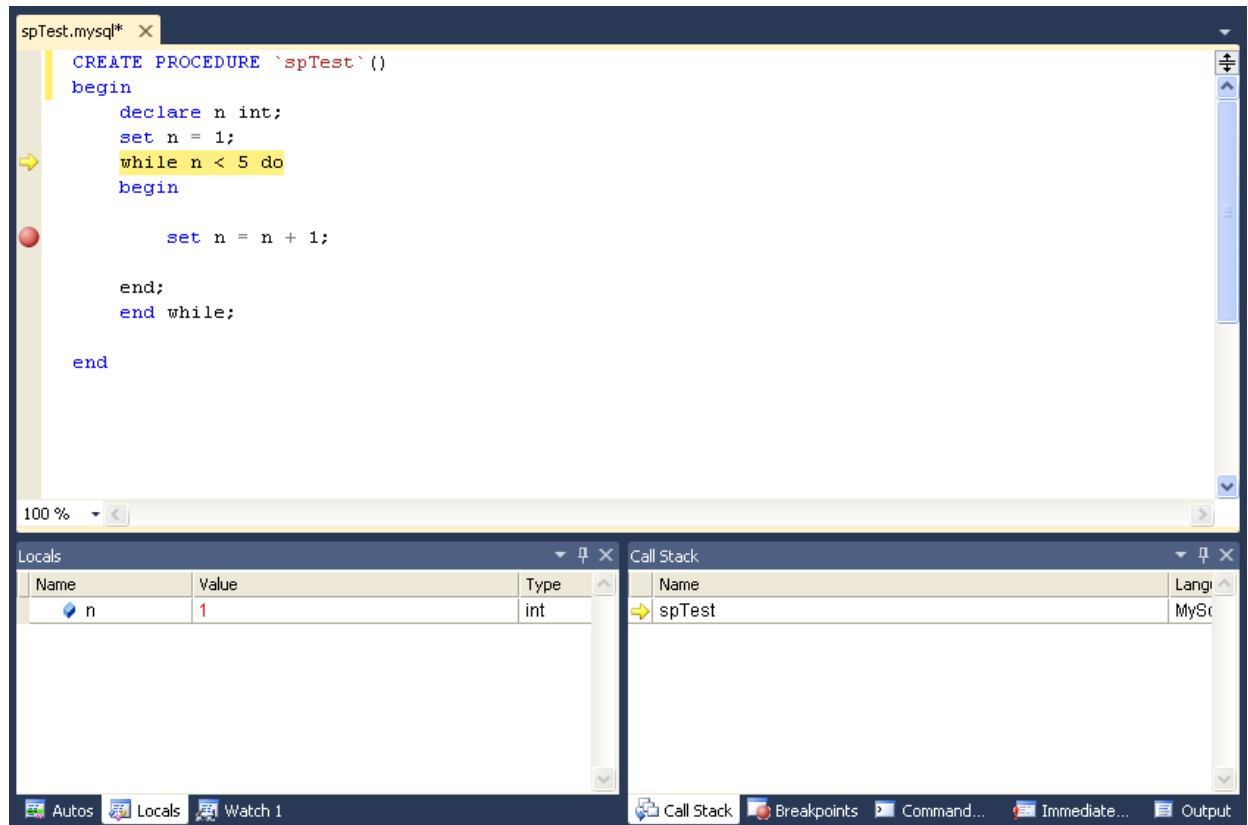 spTest.mysql*
CREATE PROCEDURE `spTest`()
begin
declare n int;
set n = 1;
while n < 5 do
begin
set n = n + 1;
end;
end while;
end
100 %
Locals
Name Value Type
n 1 int
Call Stack
Name Langu
spTest MySq
Autos Locals Watch 1
Call Stack Breakpoints Command... Immediate... Output